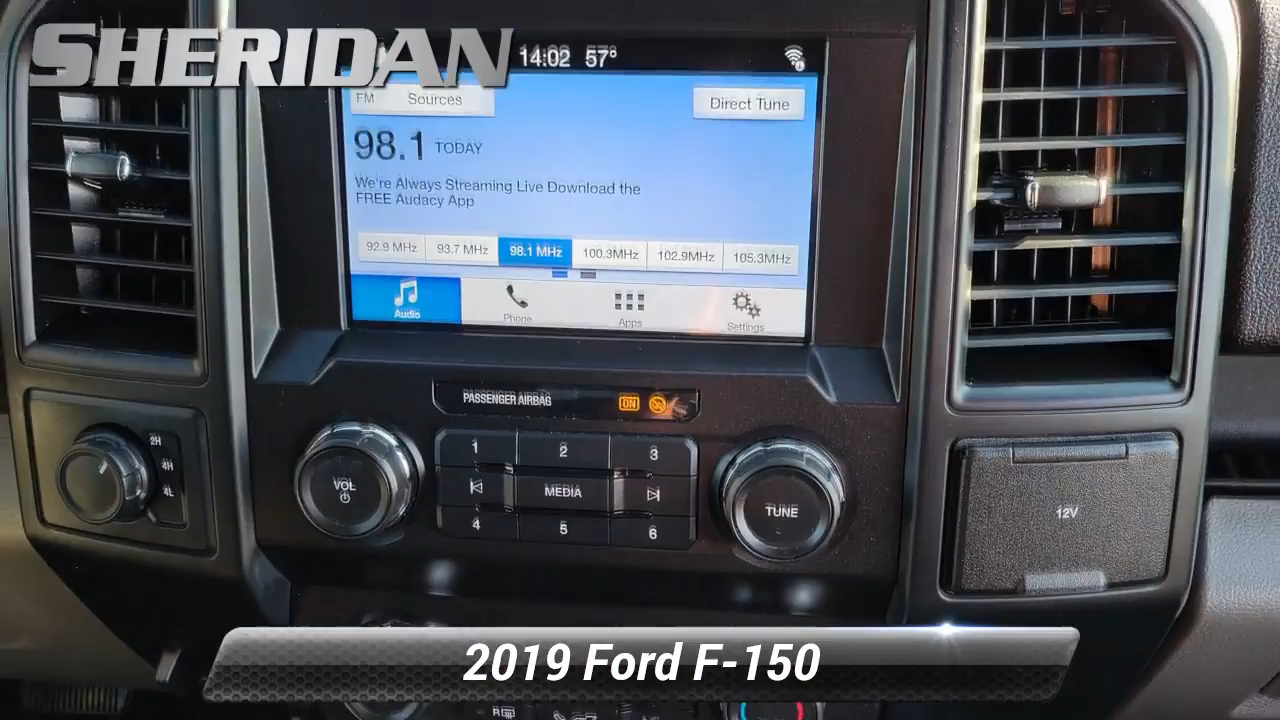 SHERIDAN
14:02 57°
FM Sources
Direct Tune
98.1 TODAY
We're Always Streaming Live Download the
FREE Audacy App
92.9 MHz 93.7 MHz 98.1 MHz 100.3MHz 102.9MHz 105.3MHz
Audio Phone Apps Settings
PASSENGER AIRBAG ON
2H
4H
4L
VOL
1 2 3
MEDIA
4 5 6
TUNE
12V
2019 Ford F-150
R